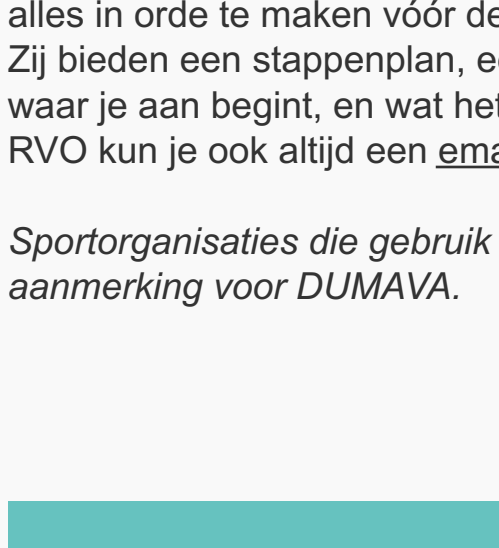 alles in orde te maken vóór de
Zij bieden een stappenplan, e
waar je aan begint, en wat het
RVO kun je ook altijd een ema
Sportorganisaties die gebruik
aanmerking voor DUMAVA.